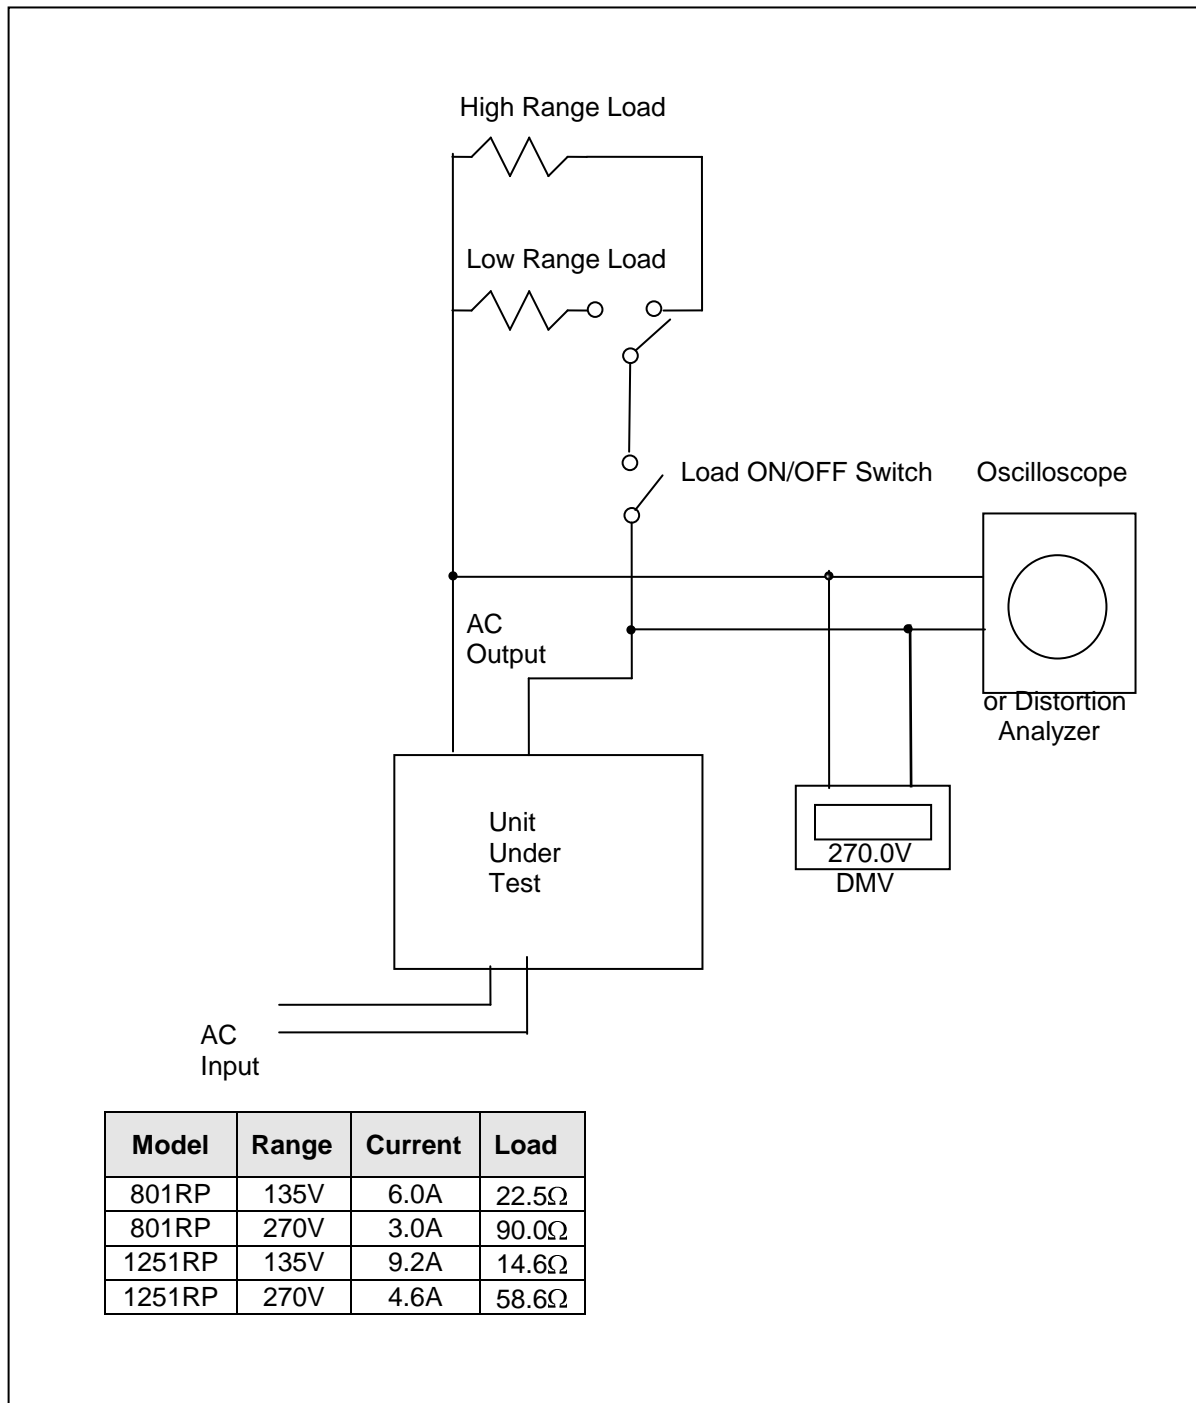 High Range Load
Low Range Load
Load ON/OFF Switch
Oscilloscope
AC
Output
or Distortion
Analyzer
Unit
Under
Test
270.0V
DMV
AC
Input
Model Range Current Load
801RP 135V 6.0A 22.5Ω
801RP 270V 3.0A 90.0Ω
1251RP 135V 9.2A 14.6Ω
1251RP 270V 4.6A 58.6Ω